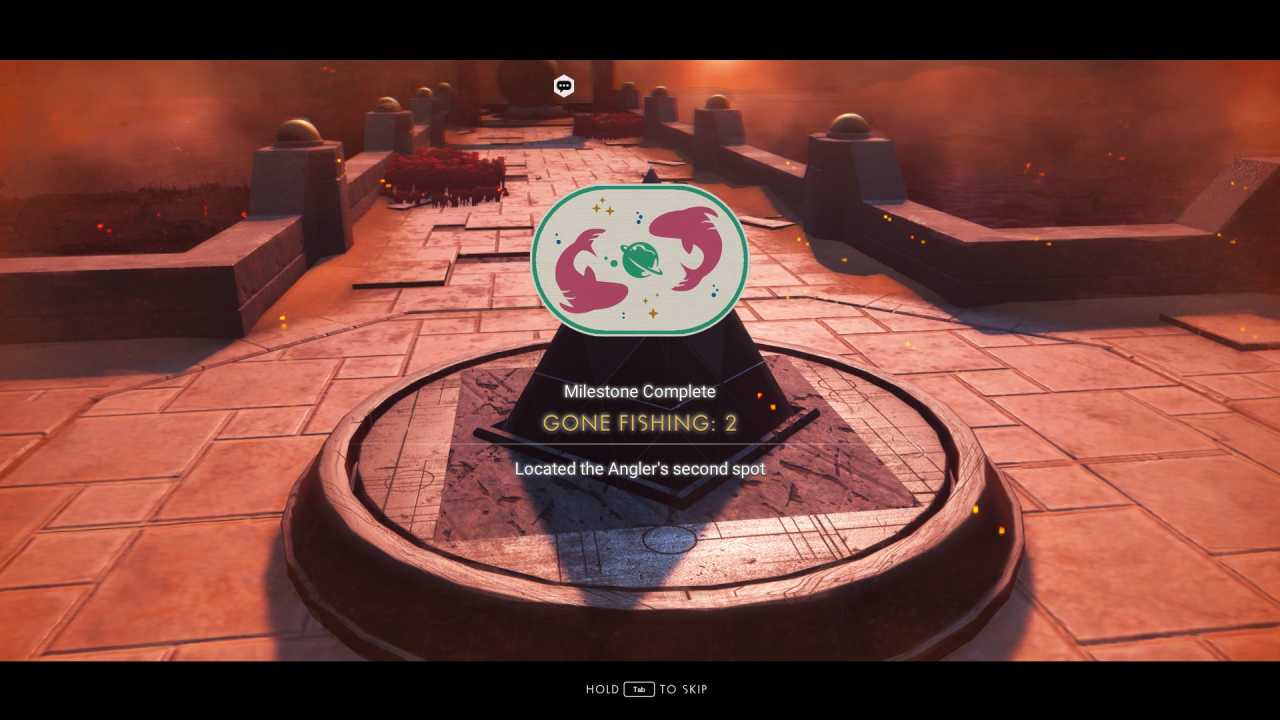 Milestone Complete
GONE FISHING: 2
Located the Angler's second spot
HOLD Tab TO SKIP